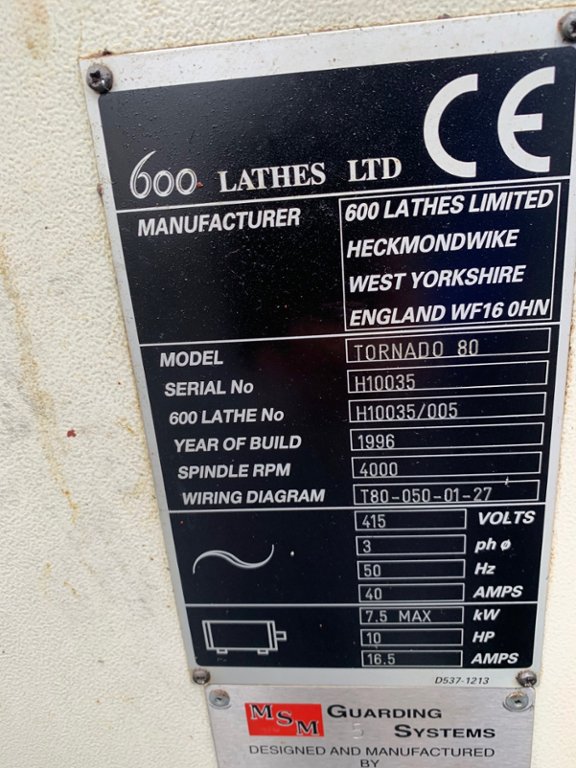 CE
600 LATHES LTD
MANUFACTURER
600 LATHES LIMITED
HECKMONDWIKE
WEST YORKSHIRE
ENGLAND WF16 0HN
MODEL TORNADO 80
SERIAL No H10035
600 LATHE No H10035/005
YEAR OF BUILD 1996
SPINDLE RPM 4000
WIRING DIAGRAM T80-050-01-27
415 VOLTS
3 ph ø
50 Hz
40 AMPS
7.5 MAX kW
10 HP
16.5 AMPS
D537-1213
MSM GUARDING
SYSTEMS
DESIGNED AND MANUFACTURED
BY